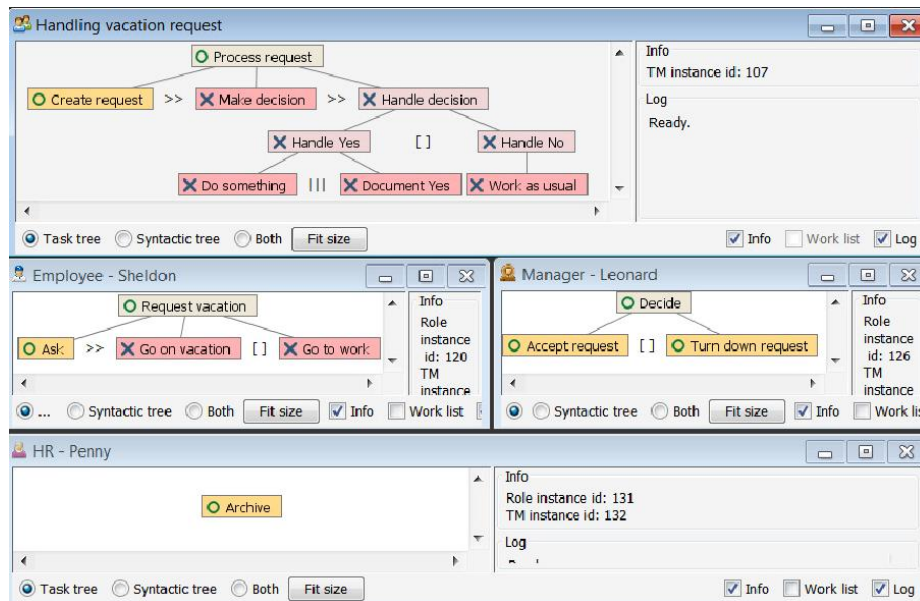 Handling vacation request
Process request
Create request >> Make decision >> Handle decision
Handle Yes [ ] Handle No
Do something ||| Document Yes Work as usual
Task tree Syntactic tree Both Fit size
Info
TM instance id: 107
Log
Ready.
Info Work list Log
Employee - Sheldon
Request vacation
Ask >> Go on vacation [ ] Go to work
Info
Role
instance
id: 120
TM
instance
... Syntactic tree Both Fit size Info Work list
Manager - Leonard
Decide
Accept request [ ] Turn down request
Info
Role
instance
id: 126
TM
instance
Syntactic tree Both Fit size Info Work lis
HR - Penny
Archive
Info
Role instance id: 131
TM instance id: 132
Log
Task tree Syntactic tree Both Fit size
Info Work list Log